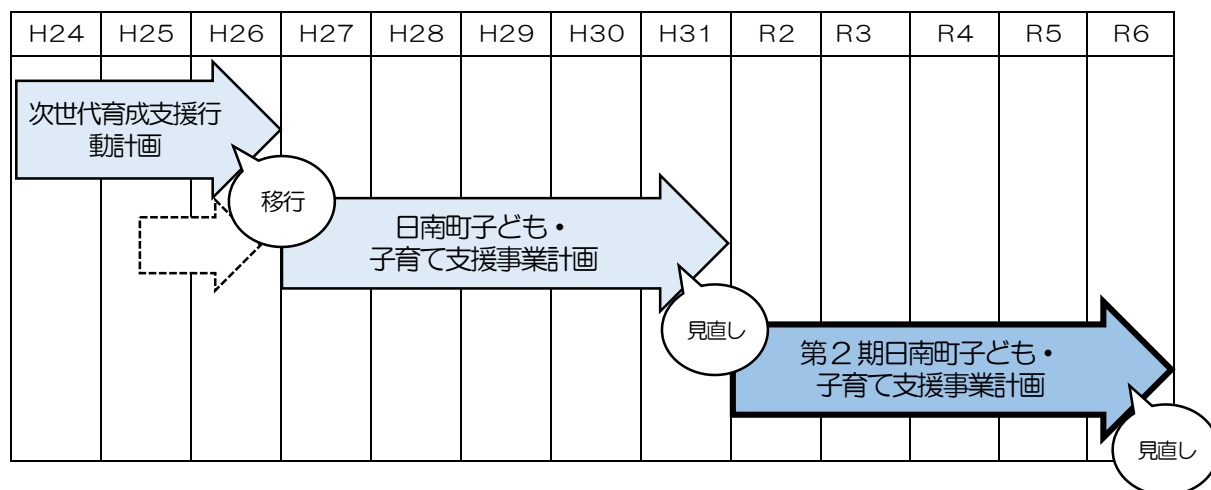 H24 H25 H26 H27 H28 H29 H30 H31 R2 R3 R4 R5 R6
次世代育成支援行
動計画
移行
日南町子ども・
子育て支援事業計画
見直し
第2期日南町子ども・
子育て支援事業計画
見直し